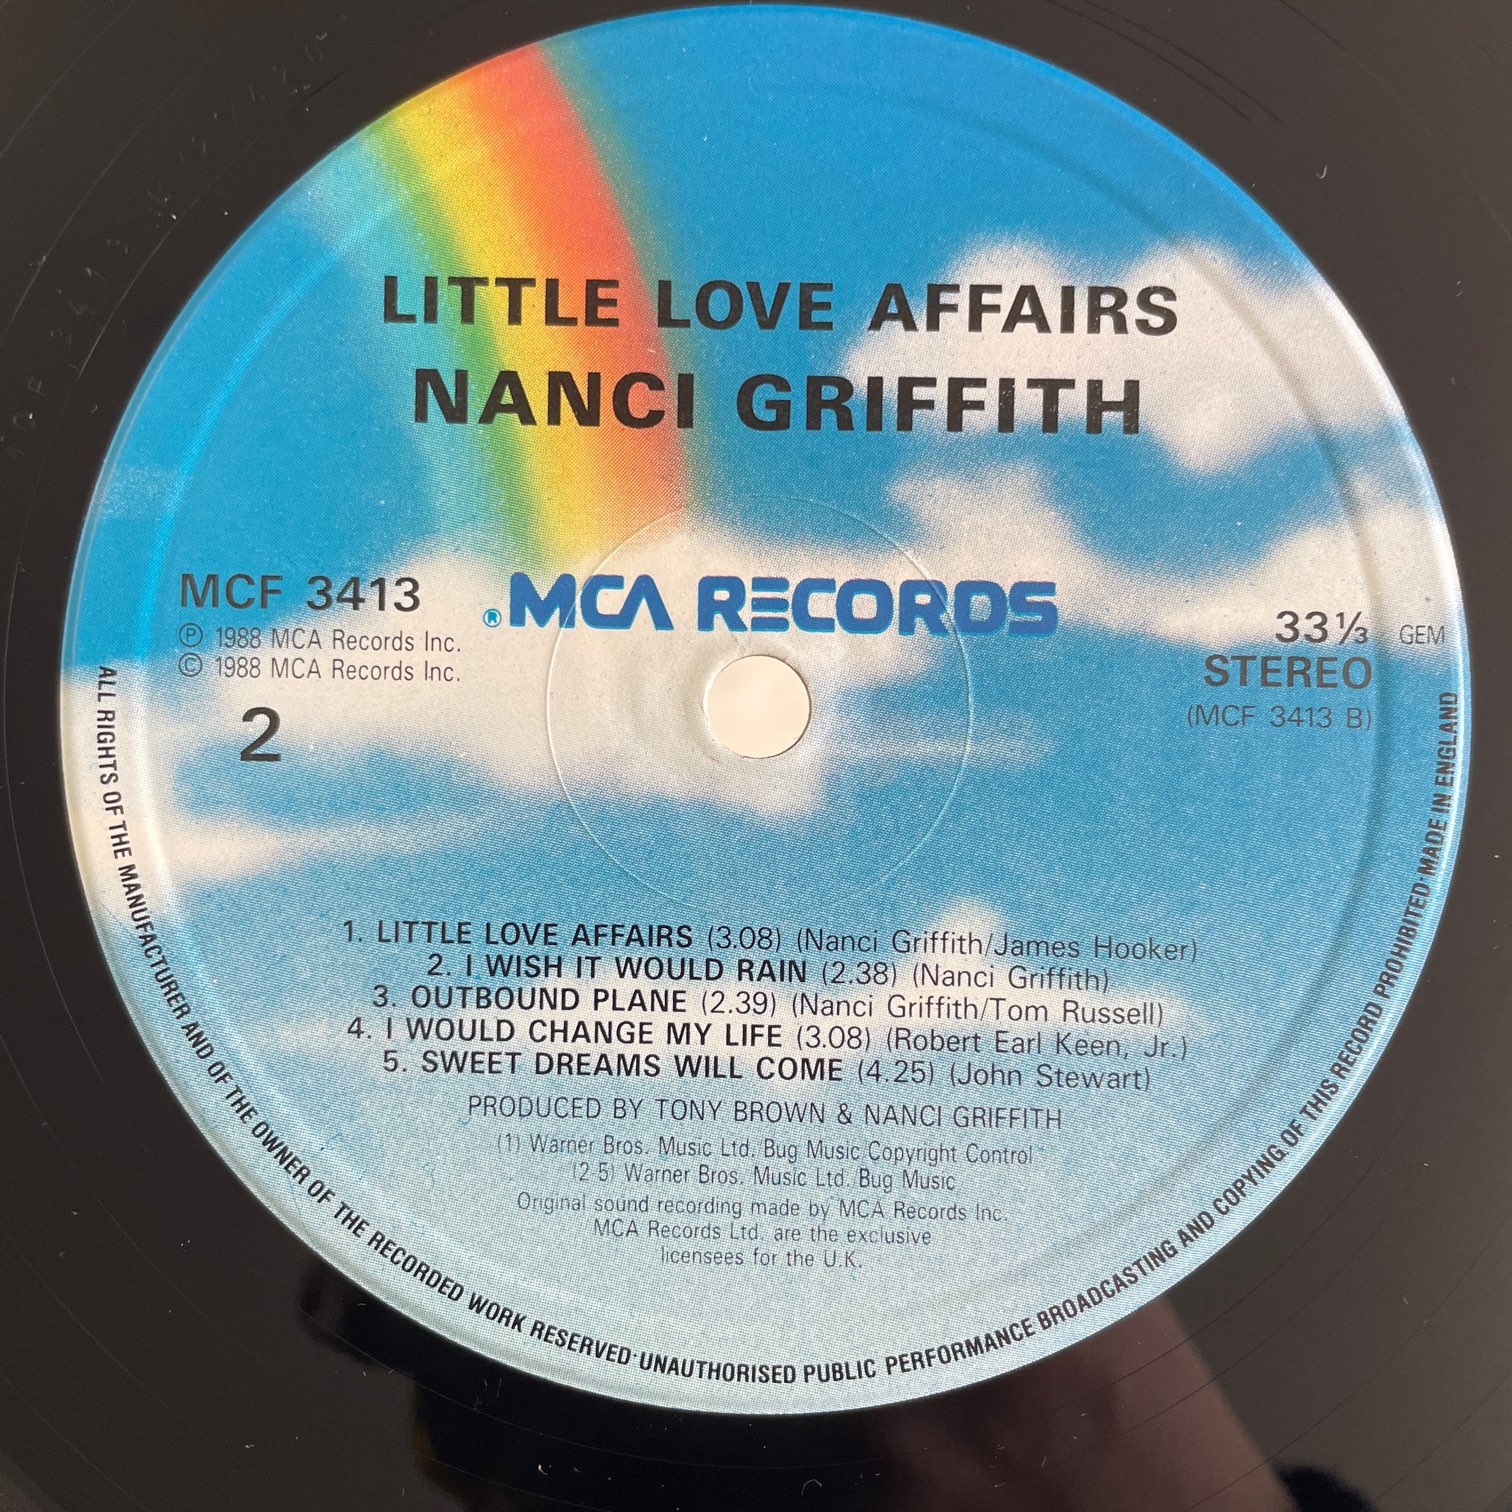 LITTLE LOVE AFFAIRS
NANCI GRIFFITH
MCF 3413
℗ 1988 MCA Records Inc.
© 1988 MCA Records Inc.
2
® MCA RECORDS
33⅓ GEM
STEREO
(MCF 3413 B)
1. LITTLE LOVE AFFAIRS (3.08) (Nanci Griffith/James Hooker)
2. I WISH IT WOULD RAIN (2.38) (Nanci Griffith)
3. OUTBOUND PLANE (2.39) (Nanci Griffith/Tom Russell)
4. I WOULD CHANGE MY LIFE (3.08) (Robert Earl Keen, Jr.)
5. SWEET DREAMS WILL COME (4.25) (John Stewart)
PRODUCED BY TONY BROWN & NANCI GRIFFITH
(1) Warner Bros. Music Ltd. Bug Music Copyright Control
(2-5) Warner Bros. Music Ltd. Bug Music
Original sound recording made by MCA Records Inc.
MCA Records Ltd. are the exclusive
licensees for the U.K.
ALL RIGHTS OF THE MANUFACTURER AND OF THE OWNER OF THE RECORDED WORK RESERVED·UNAUTHORISED PUBLIC PERFORMANCE BROADCASTING AND COPYING OF THIS RECORD PROHIBITED·MADE IN ENGLAND